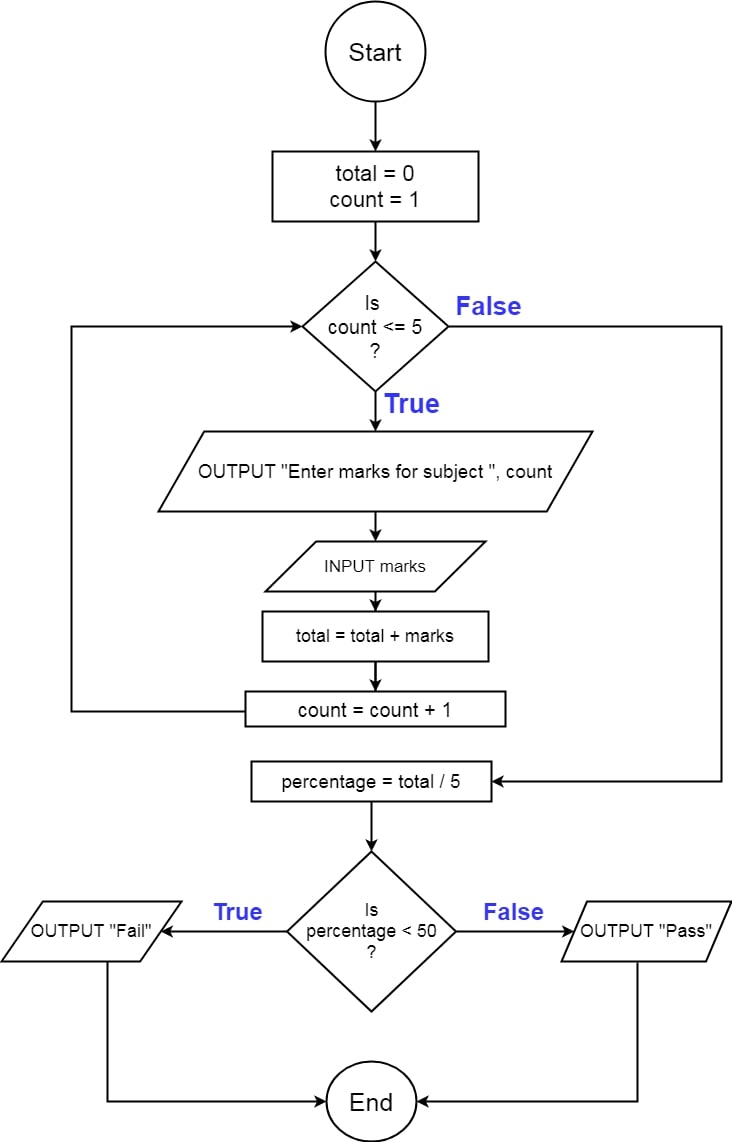 Start
total = 0
count = 1
Is
count <= 5
?
False
True
OUTPUT "Enter marks for subject ", count
INPUT marks
total = total + marks
count = count + 1
percentage = total / 5
Is
percentage < 50
?
True
False
OUTPUT "Fail"
OUTPUT "Pass"
End